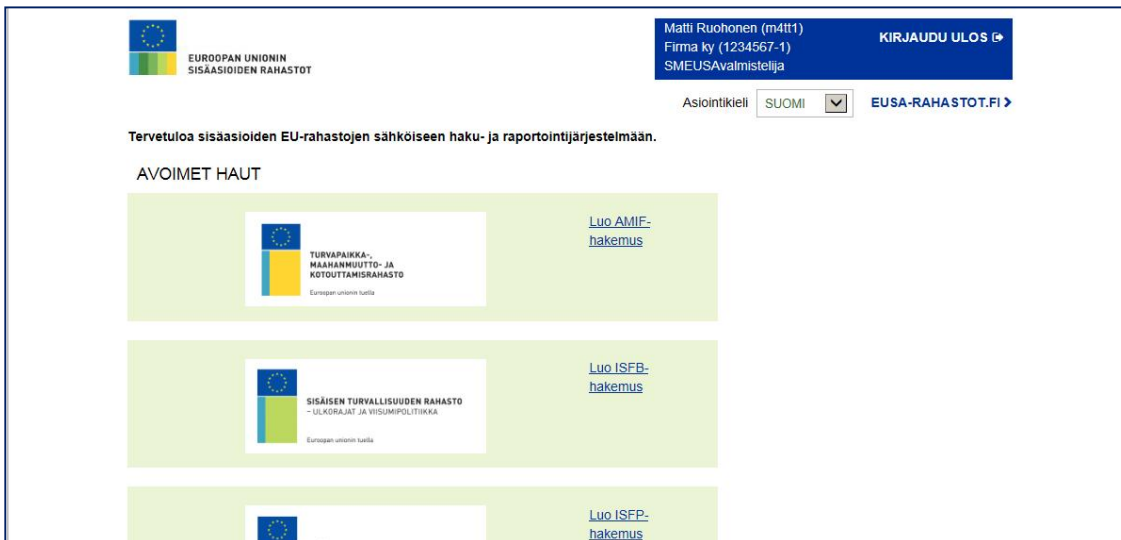 EUROOPAN UNIONIN
SISÄASIOIDEN RAHASTOT
Matti Ruohonen (m4tt1)
Firma ky (1234567-1)
SMEUSAvalmistelija
KIRJAUDU ULOS
Asiointikieli SUOMI EUSA-RAHASTOT.FI
Tervetuloa sisäasioiden EU-rahastojen sähköiseen haku- ja raportointijärjestelmään.
AVOIMET HAUT
TURVAPAIKKA-,
MAAHANMUUTTO- JA
KOTOUTTAMISRAHASTO
Euroopan unionin tuella
Luo AMIF-
hakemus
SISÄISEN TURVALLISUUDEN RAHASTO
– ULKORAJAT JA VIISUMIPOLITIIKKA
Euroopan unionin tuella
Luo ISFB-
hakemus
Luo ISFP-
hakemus